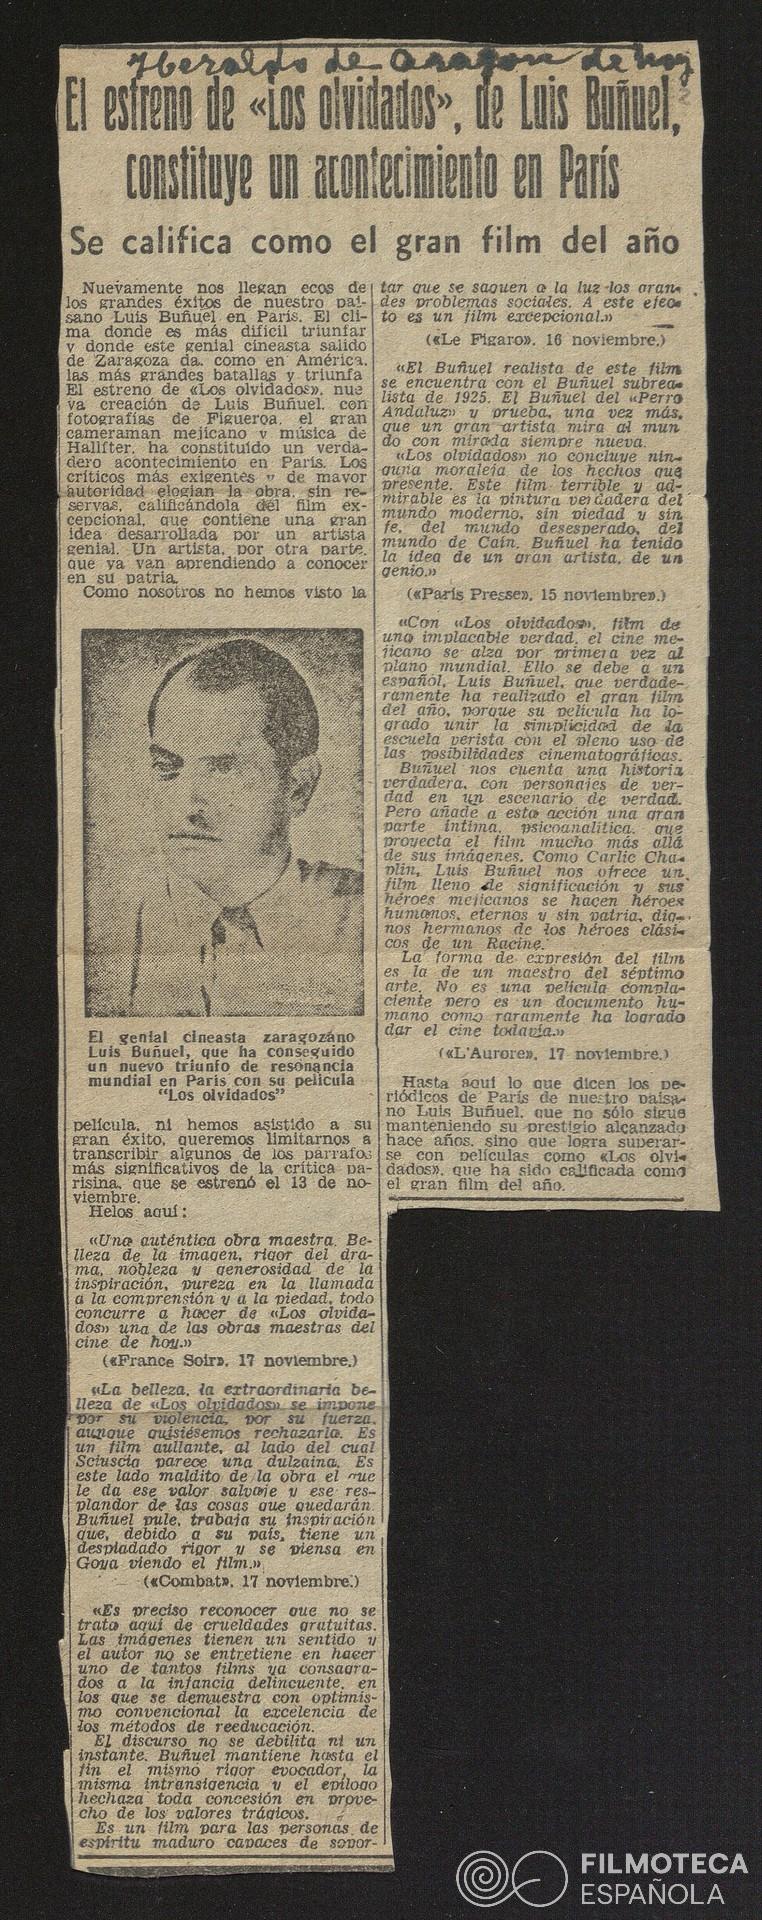 Heraldo de Aragon de hoy
El estreno de «Los olvidados», de Luis Buñuel,
constituye un acontecimiento en París
Se califica como el gran film del año
Nuevamente nos llegan ecos de
los grandes éxitos de nuestro pai-
sano Luis Buñuel en París. El cli-
ma donde es más difícil triunfar
y donde este genial cineasta salido
de Zaragoza da, como en América,
las más grandes batallas y triunfa
El estreno de «Los olvidados», nue
va creación de Luis Buñuel, con
fotografías de Figueroa, el gran
cameraman mejicano y música de
Hallfter, ha constituído un verda-
dero acontecimiento en París. Los
críticos más exigentes y de mayor
autoridad elogian la obra, sin re-
servas, calificándola del film ex-
cepcional, que contiene una gran
idea desarrollada por un artista
genial. Un artista, por otra parte,
que ya van aprendiendo a conocer
en su patria.
Como nosotros no hemos visto la
El genial cineasta zaragozano
Luis Buñuel, que ha conseguido
un nuevo triunfo de resonancia
mundial en París con su película
"Los olvidados"
película, ni hemos asistido a su
gran éxito, queremos limitarnos a
transcribir algunos de los párrafos
más significativos de la crítica pa-
risina, que se estrenó el 13 de no-
viembre.
Helos aquí:
«Una auténtica obra maestra. Be-
lleza de la imagen, rigor del dra-
ma, nobleza y generosidad de la
inspiración, pureza en la llamada
a la comprensión y a la piedad, todo
concurre a hacer de «Los olvida-
dos» una de las obras maestras del
cine de hoy.»
(«France Soir», 17 noviembre.)
«La belleza, la extraordinaria be-
lleza de «Los olvidados» se impone
por su violencia, por su fuerza,
aunque quisiésemos rechazarla. Es
un film aullante, al lado del cual
Sciuscia parece una dulzaina. Es
este lado maldito de la obra el que
le da ese valor salvaje y ese res-
plandor de las cosas que quedarán.
Buñuel pule, trabaja su inspiración
que, debido a su país, tiene un
despiadado rigor y se piensa en
Goya viendo el film.»
(«Combat», 17 noviembre.)
«Es preciso reconocer que no se
trata aquí de crueldades gratuitas.
Las imágenes tienen un sentido y
el autor no se entretiene en hacer
uno de tantos films ya consagra-
dos a la infancia delincuente, en
los que se demuestra con optimis-
mo convencional la excelencia de
los métodos de reeducación.
El discurso no se debilita ni un
instante. Buñuel mantiene hasta el
fin el mismo rigor evocador, la
misma intransigencia y el epílogo
hechaza toda concesión en prove-
cho de los valores trágicos.
Es un film para las personas de
espíritu maduro capaces de sopor-
tar que se saquen a la luz los gran-
des problemas sociales. A este efec-
to es un film excepcional.»
(«Le Figaro», 16 noviembre.)
«El Buñuel realista de este film
se encuentra con el Buñuel subrea-
lista de 1925. El Buñuel del «Perro
Andaluz» y prueba, una vez más,
que un gran artista mira al mun
do con mirada siempre nueva.
«Los olvidados» no concluye nin-
guna moraleja de los hechos que
presente. Este film terrible y ad-
mirable es la pintura verdadera del
mundo moderno, sin piedad y sin
fe, del mundo desesperado, del
mundo de Caín. Buñuel ha tenido
la idea de un gran artista, de un
genio.»
(«París Presse», 15 noviembre».)
«Con «Los olvidados», film de
una implacable verdad, el cine me-
jicano se alza por primera vez al
plano mundial. Ello se debe a un
español, Luis Buñuel, que verdade-
ramente ha realizado el gran film
del año, porque su película ha lo-
grado unir la simplicidad de la
escuela verista con el pleno uso de
las posibilidades cinematográficas.
Buñuel nos cuenta una historia
verdadera, con personajes de ver-
dad en un escenario de verdad.
Pero añade a esta acción una gran
parte íntima, psicoanalítica, que
proyecta el film mucho más allá
de sus imágenes. Como Carlic Cha-
plin, Luis Buñuel nos ofrece un
film lleno de significación y sus
héroes mejicanos se hacen héroes
humanos, eternos y sin patria, dig-
nos hermanos de los héroes clási-
cos de un Racine.
La forma de expresión del film
es la de un maestro del séptimo
arte. No es una película compla-
ciente pero es un documento hu-
mano como raramente ha logrado
dar el cine todavía.»
(«L'Aurore», 17 noviembre.)
Hasta aquí lo que dicen los pe-
riódicos de París de nuestro paisa-
no Luis Buñuel, que no sólo sigue
manteniendo su prestigio alcanzado
hace años, sino que logra superar-
se con películas como «Los olvi-
dados», que ha sido calificada como
el gran film del año.
FILMOTECA
ESPAÑOLA